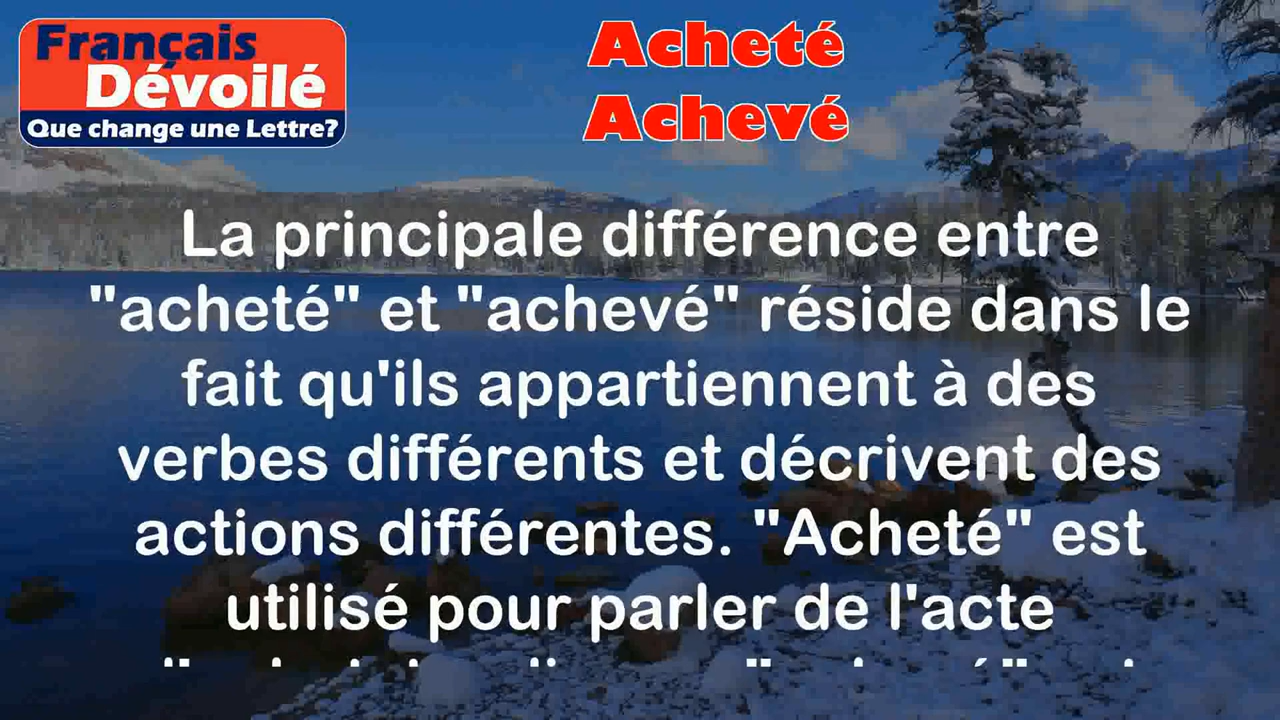 Français
Dévoilé
Que change une Lettre?
Acheté
Achevé
La principale différence entre
"acheté" et "achevé" réside dans le
fait qu'ils appartiennent à des
verbes différents et décrivent des
actions différentes. "Acheté" est
utilisé pour parler de l'acte